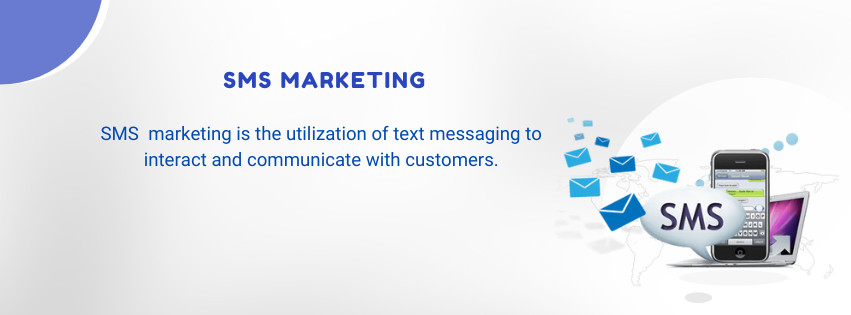 SMS MARKETING
SMS  marketing is the utilization of text messaging to
interact and communicate with customers.
SMS